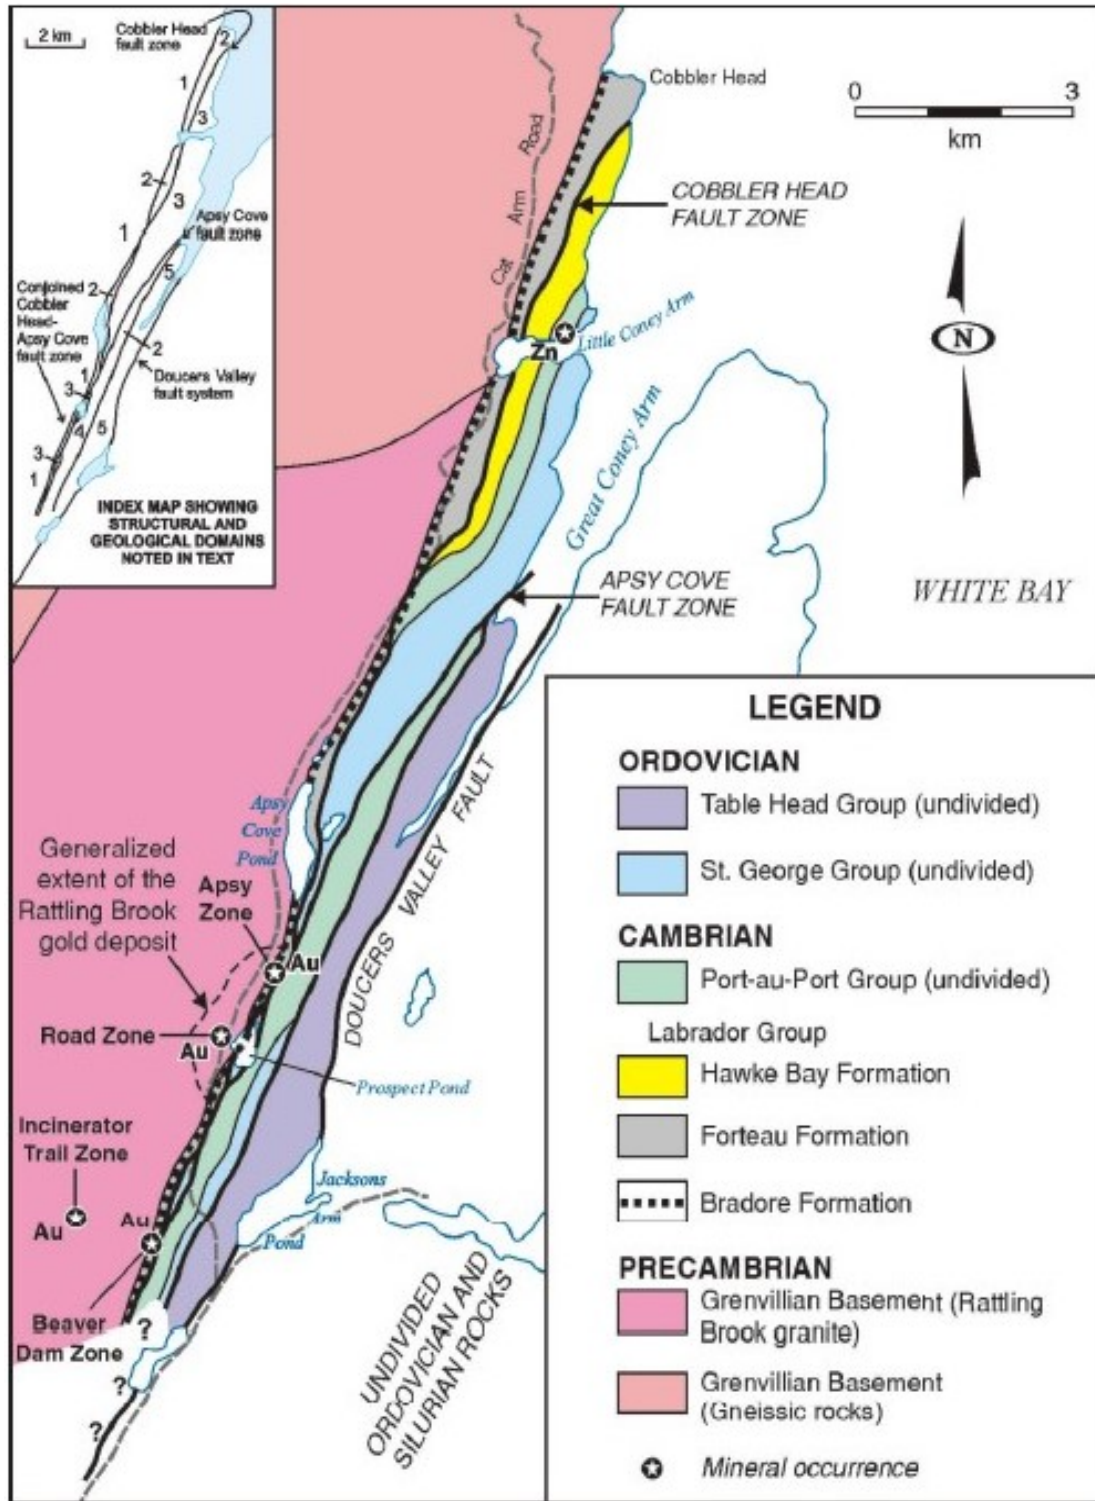 2 km
Cobbler Head
fault zone
2
1
3
2
3
1
Apsy Cove
fault zone
5
Conjoined
Cobbler
Head-
Apsy Cove
fault zone
2
2
1
3
4
5
Doucers Valley
fault system
3
1
INDEX MAP SHOWING
STRUCTURAL AND
GEOLOGICAL DOMAINS
NOTED IN TEXT
Cobbler Head
0 3
km
Cat Arm Road
COBBLER HEAD
FAULT ZONE
N
Zn
Little Coney Arm
Great Coney Arm
APSY COVE
FAULT ZONE
WHITE BAY
Apsy
Cove
Pond
DOUCERS VALLEY FAULT
Generalized
extent of the
Rattling Brook
gold deposit
Apsy
Zone
Au
Road Zone
Au
Prospect Pond
Incinerator
Trail Zone
Au
Au
Jacksons
Arm
Pond
Beaver
Dam Zone
?
?
?
UNDIVIDED
ORDOVICIAN AND
SILURIAN ROCKS
LEGEND
ORDOVICIAN
Table Head Group (undivided)
St. George Group (undivided)
CAMBRIAN
Port-au-Port Group (undivided)
Labrador Group
Hawke Bay Formation
Forteau Formation
Bradore Formation
PRECAMBRIAN
Grenvillian Basement (Rattling
Brook granite)
Grenvillian Basement
(Gneissic rocks)
Mineral occurrence